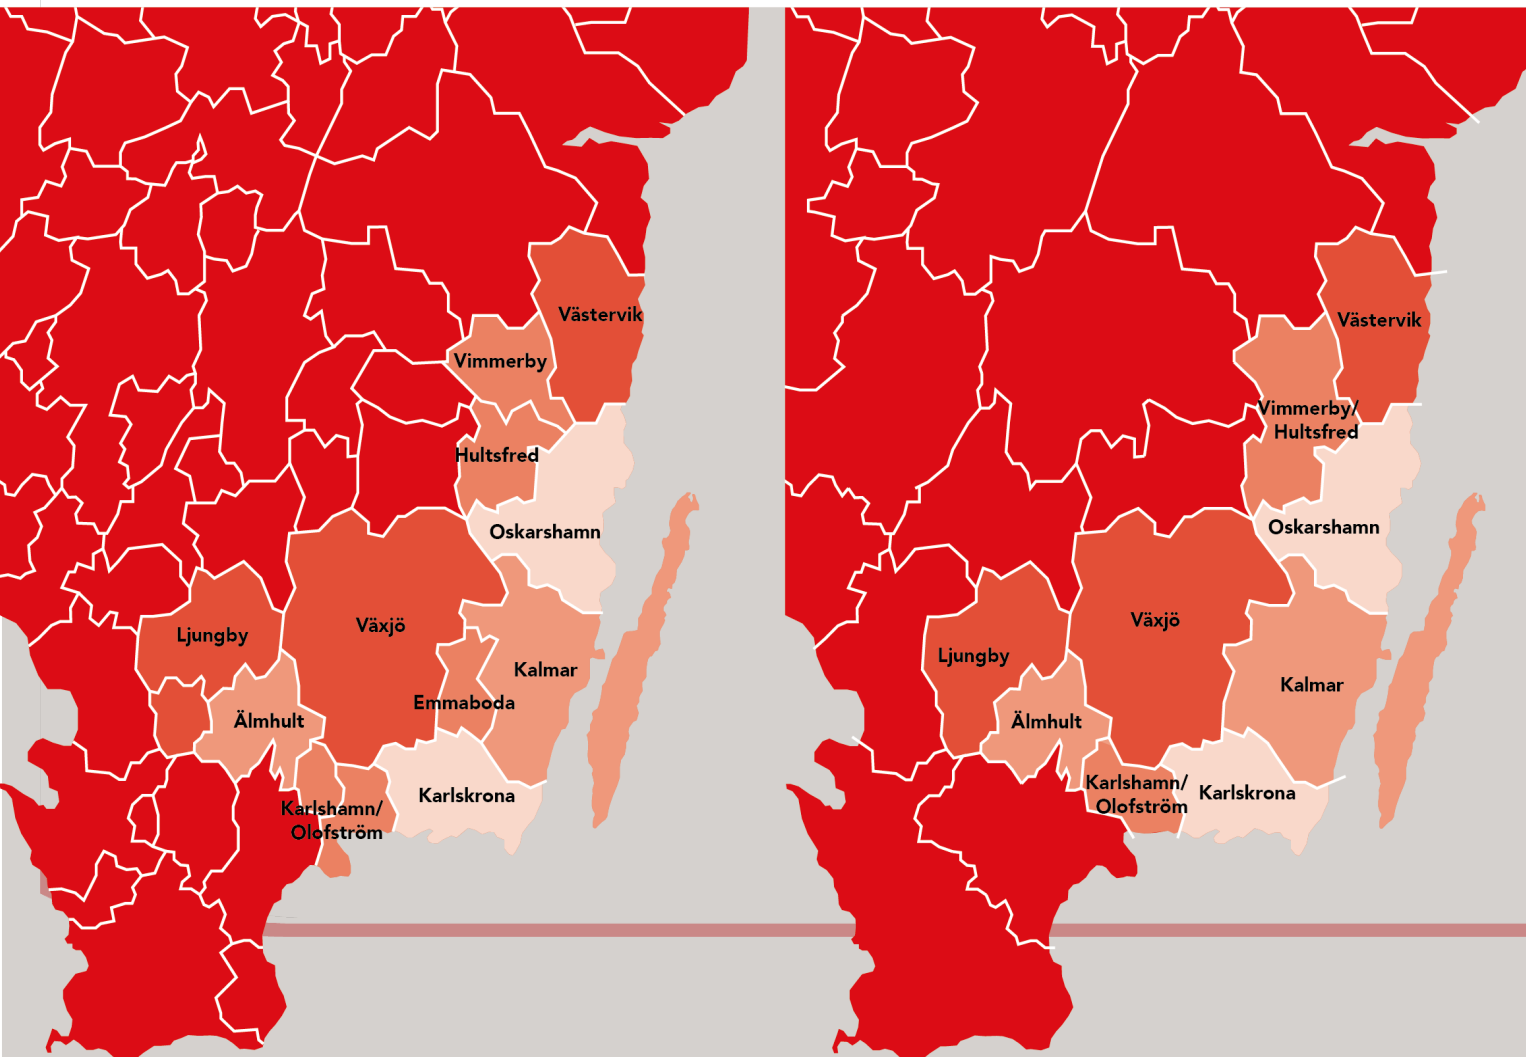 Västervik
Vimmerby
Hultsfred
Oskarshamn
Växjö
Ljungby
Kalmar
Emmaboda
Älmhult
Karlskrona
Karlshamn/
Olofström
Västervik
Vimmerby/
Hultsfred
Oskarshamn
Växjö
Ljungby
Kalmar
Älmhult
Karlshamn/
Olofström
Karlskrona